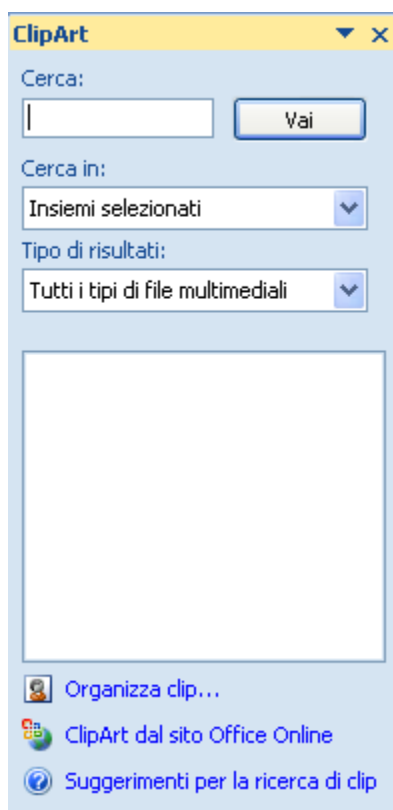 ClipArt
Cerca:
Vai
Cerca in:
Insiemi selezionati
Tipo di risultati:
Tutti i tipi di file multimediali
Organizza clip...
ClipArt dal sito Office Online
Suggerimenti per la ricerca di clip